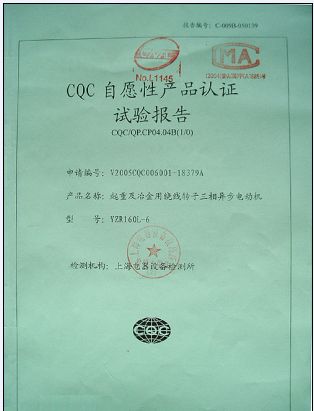 报告编号: C-005B-050139
No.L1145
CMA
CQC 自愿性产品认证
试验报告
CQC/QP.CP04.04B(1/0)
申请编号: V2005CQC006001-18379A
产品名称: 起重及冶金用绕线转子三相异步电动机
型 号: YZR160L-6
检测机构: 上海电器设备检测所
CQC